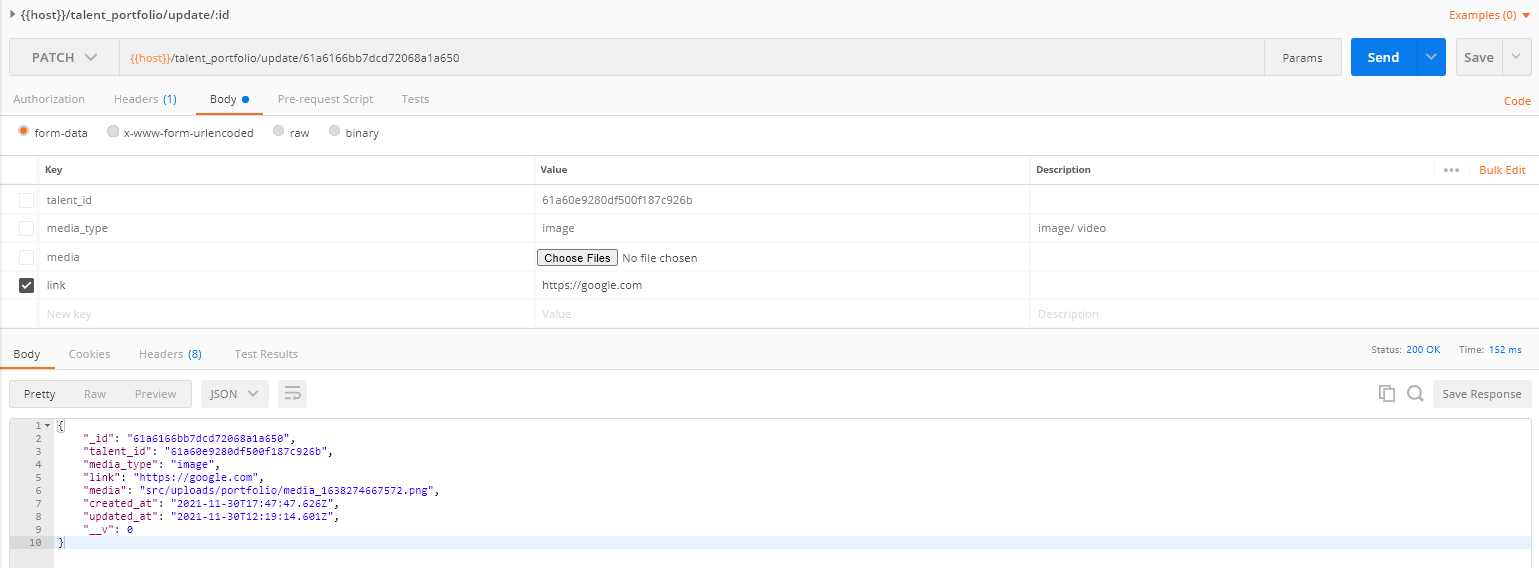 {{host}}/talent_portfolio/update/:id Examples (0)
PATCH {{host}}/talent_portfolio/update/61a6166bb7dcd72068a1a650 Params Send Save
Authorization Headers (1) Body Pre-request Script Tests Code
form-data x-www-form-urlencoded raw binary
Key Value Description ••• Bulk Edit
talent_id 61a60e9280df500f187c926b
media_type image image/ video
media Choose Files No file chosen
link https://google.com
New key Value Description
Body Cookies Headers (8) Test Results Status: 200 OK Time: 152 ms
Pretty Raw Preview JSON Save Response
1 {
2 "_id": "61a6166bb7dcd72068a1a650",
3 "talent_id": "61a60e9280df500f187c926b",
4 "media_type": "image",
5 "link": "https://google.com",
6 "media": "src/uploads/portfolio/media_1638274667572.png",
7 "created_at": "2021-11-30T17:47:47.626Z",
8 "updated_at": "2021-11-30T12:19:14.601Z",
9 "__v": 0
10 }